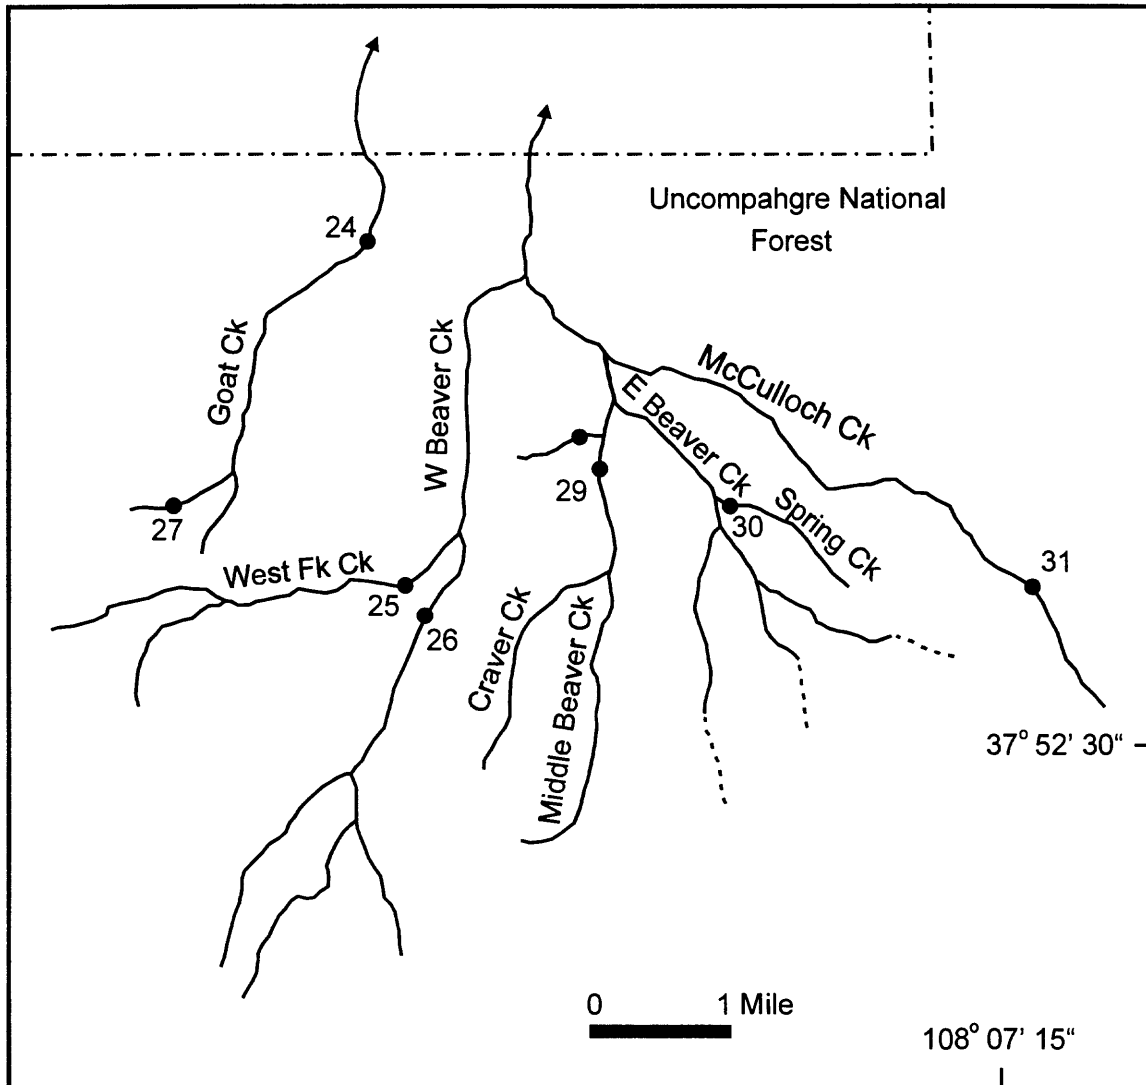 Uncompahgre National
Forest
24
Goat Ck
W Beaver Ck
McCulloch Ck
E Beaver Ck
29
27
30
Spring Ck
West Fk Ck
25
26
31
Craver Ck
Middle Beaver Ck
37° 52’ 30“
0 1 Mile
108° 07’ 15“